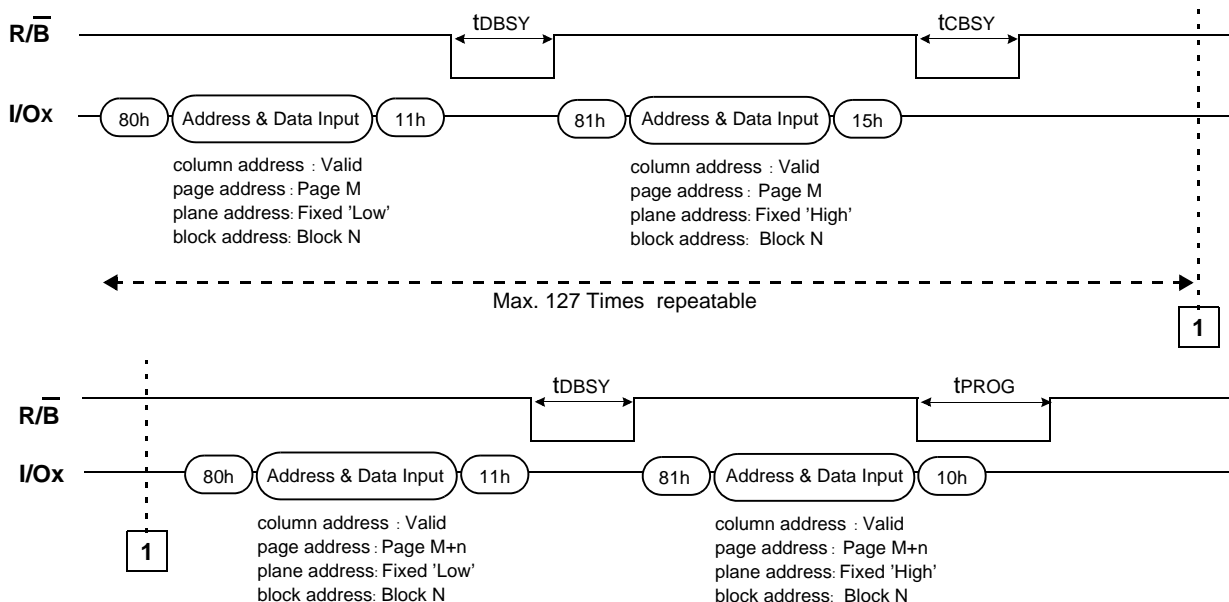 tDBSY tCBSY
R/B
I/Ox 80h Address & Data Input 11h 81h Address & Data Input 15h
column address : Valid column address : Valid
page address : Page M page address : Page M
plane address: Fixed 'Low' plane address: Fixed 'High'
block address: Block N block address: Block N
Max. 127 Times repeatable
1
tDBSY tPROG
R/B
I/Ox 80h Address & Data Input 11h 81h Address & Data Input 10h
1
column address : Valid column address : Valid
page address : Page M+n page address : Page M+n
plane address: Fixed 'Low' plane address: Fixed 'High'
block address: Block N block address: Block N